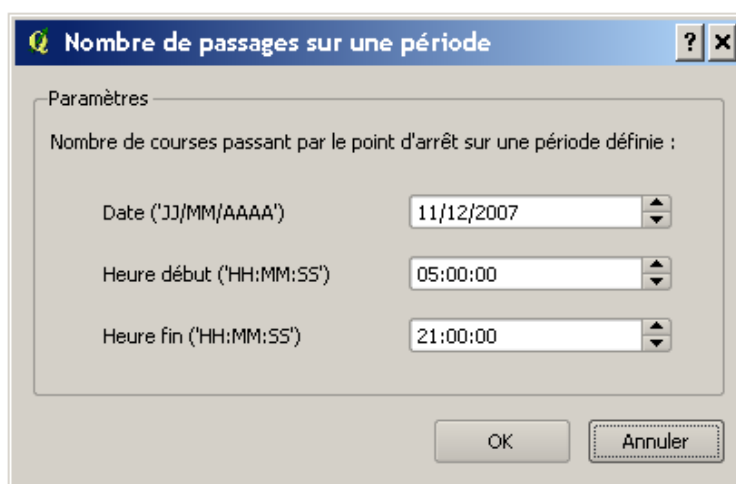 Nombre de passages sur une période
Paramètres
Nombre de courses passant par le point d'arrêt sur une période définie :
Date ('JJ/MM/AAAA') 11/12/2007
Heure début ('HH:MM:SS') 05:00:00
Heure fin ('HH:MM:SS') 21:00:00
OK Annuler